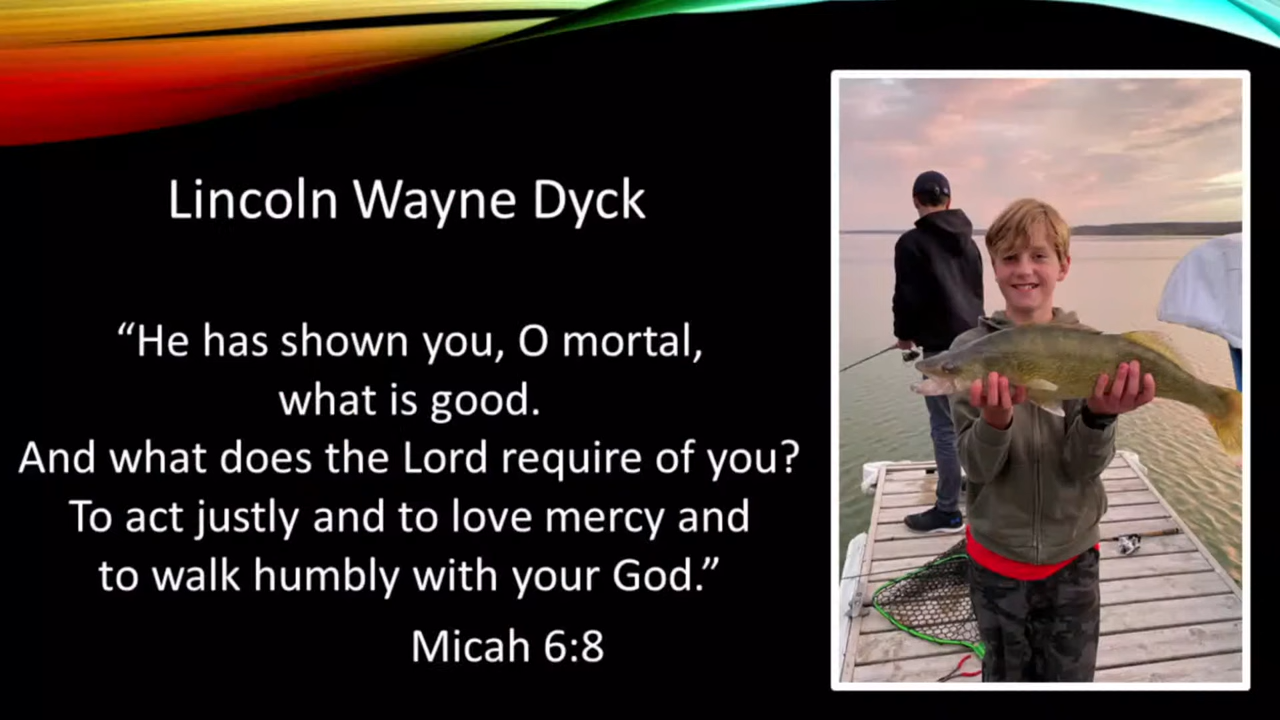 Lincoln Wayne Dyck
“He has shown you, O mortal,
what is good.
And what does the Lord require of you?
To act justly and to love mercy and
to walk humbly with your God.”
Micah 6:8